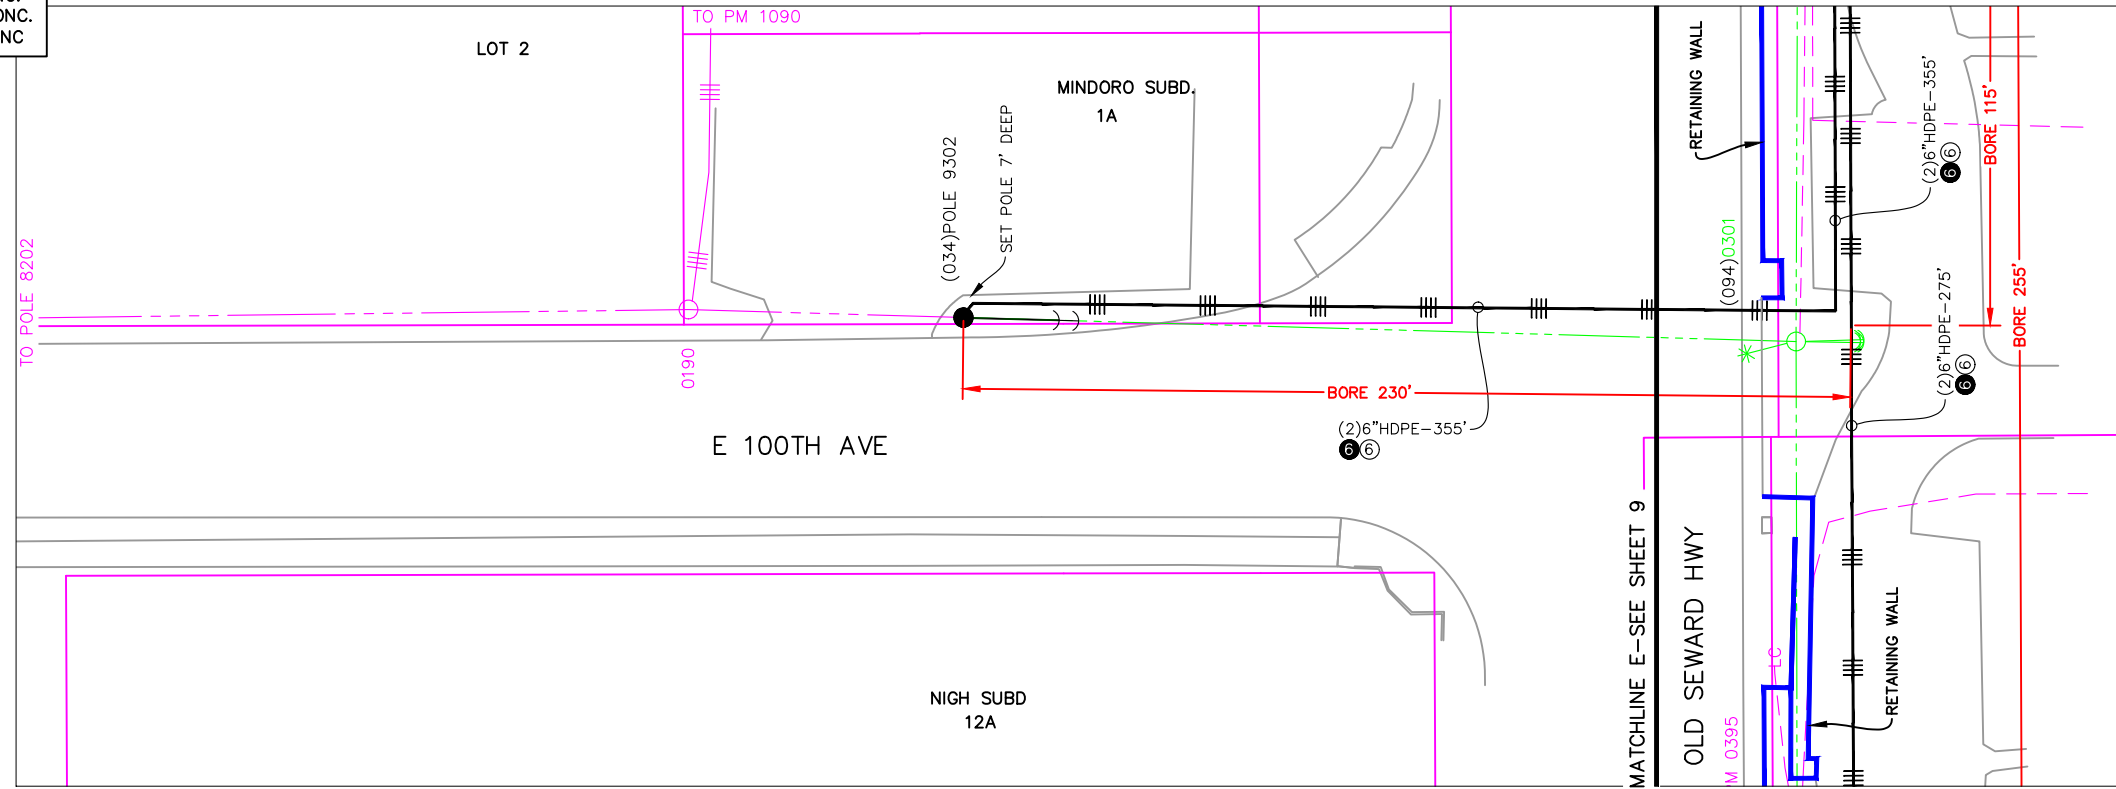 ONC.
NC
TO PM 1090
LOT 2
MINDORO SUBD.
1A
(034)POLE 9302
SET POLE 7' DEEP
TO POLE 8202
0190
RETAINING WALL
(094)0301
(2)6"HDPE-355'
6 6
BORE 115'
BORE 255'
(2)6"HDPE-275'
6 6
BORE 230'
(2)6"HDPE-355'
6 6
E 100TH AVE
MATCHLINE E-SEE SHEET 9
OLD SEWARD HWY
LC
PM 0395
RETAINING WALL
NIGH SUBD
12A